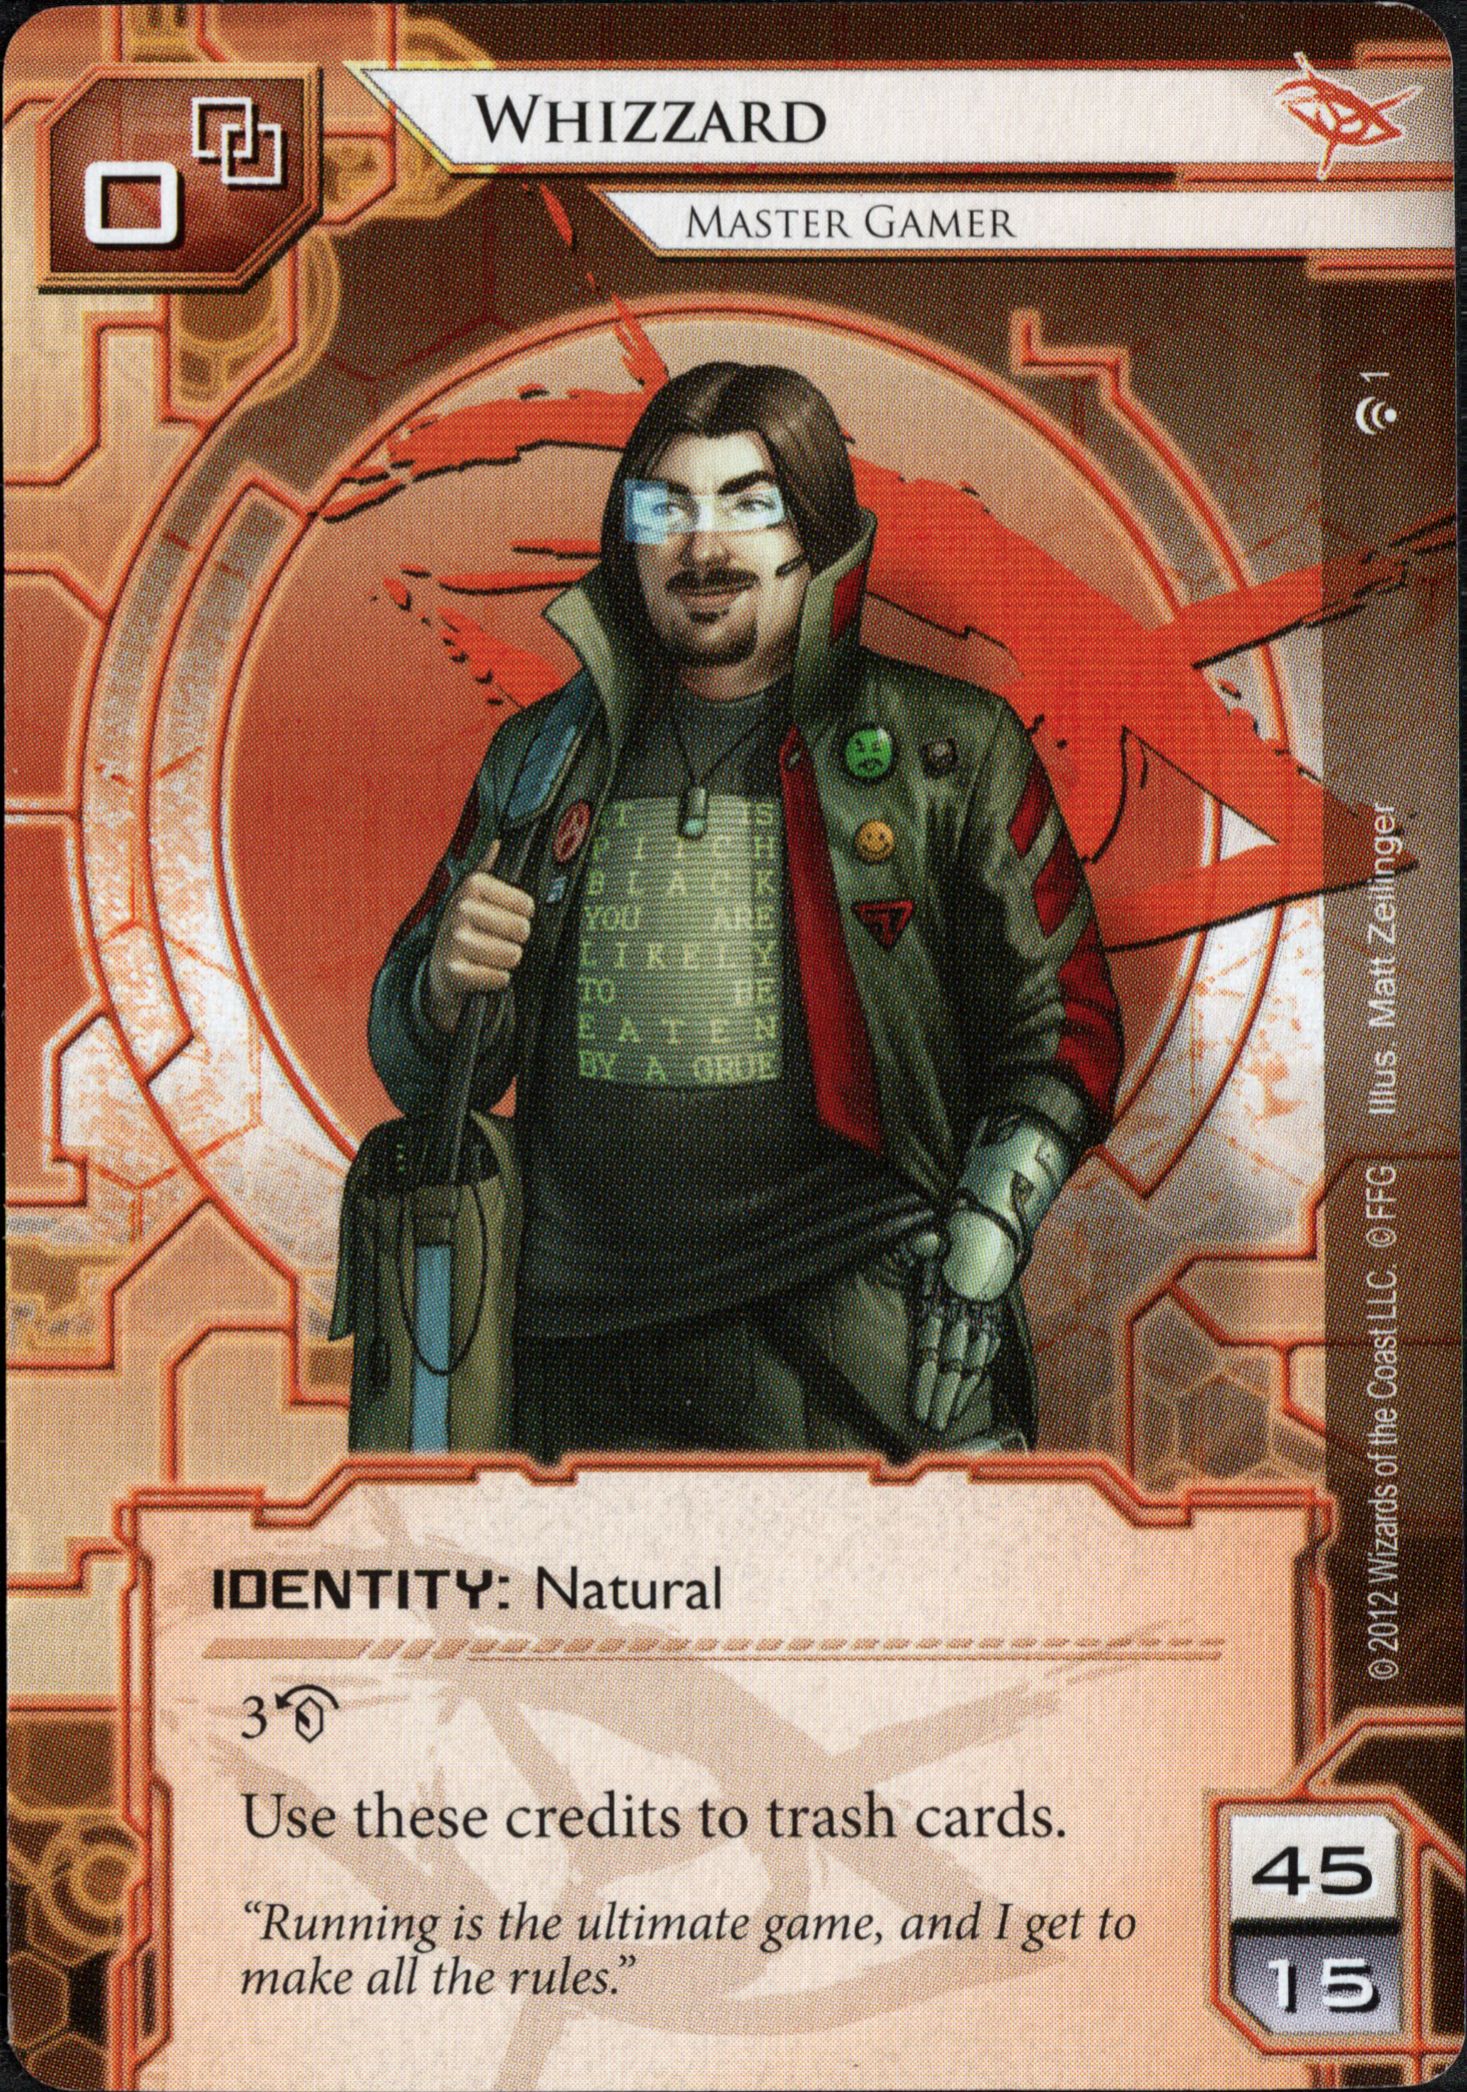 0
WHIZZARD
MASTER GAMER
1
IT IS
PITCH
BLACK
YOU ARE
LIKELY
TO BE
EATEN
BY A GRUE
© 2012 Wizards of the Coast LLC. © FFG Illus. Matt Zeilinger
IDENTITY: Natural
3
Use these credits to trash cards.
“Running is the ultimate game, and I get to
make all the rules.”
45
15